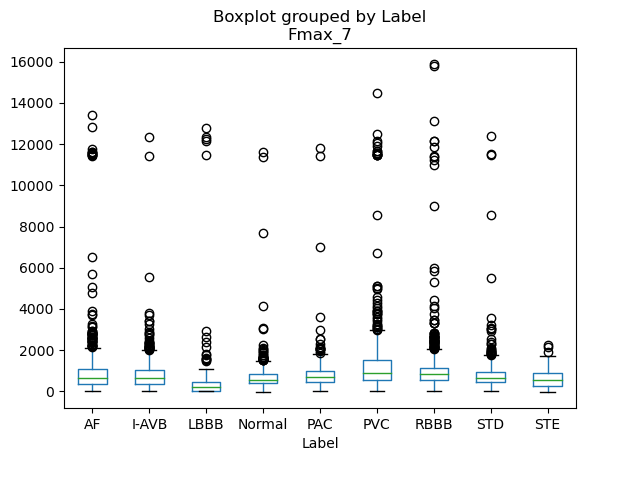 Boxplot grouped by Label
Fmax_7
16000
14000
12000
10000
8000
6000
4000
2000
0
AF I-AVB LBBB Normal PAC PVC RBBB STD STE
Label